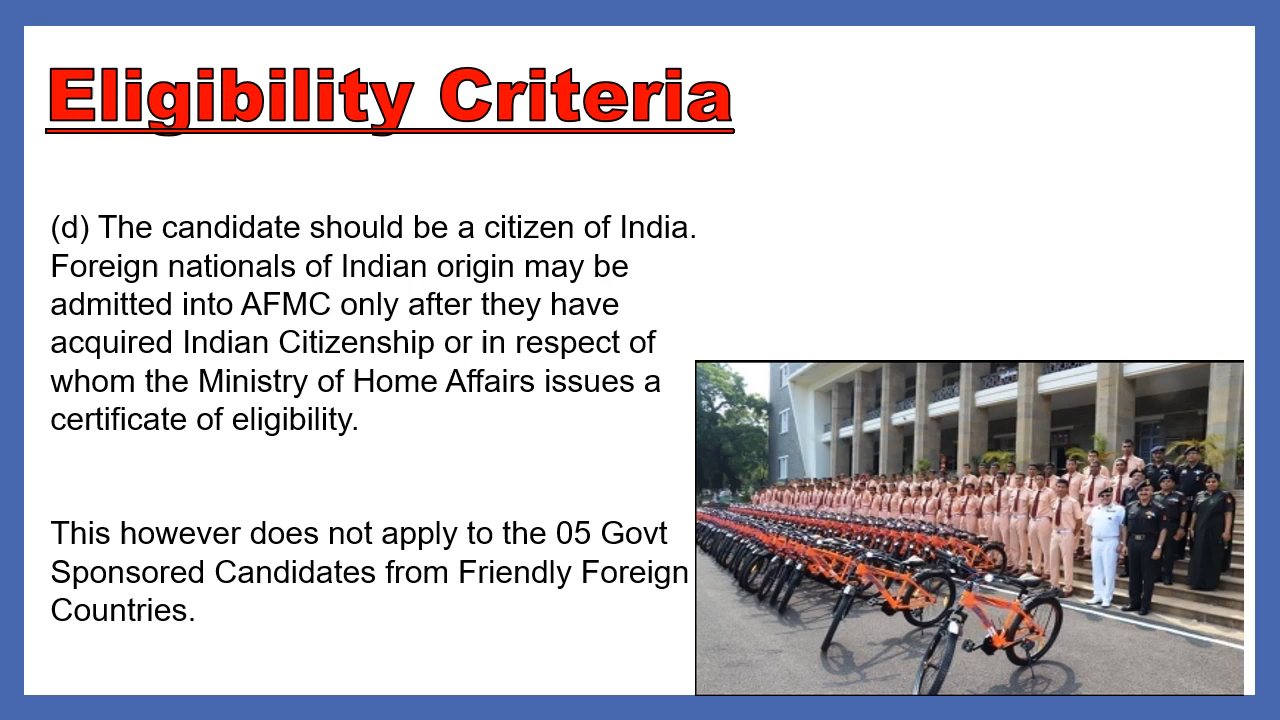 Eligibility Criteria
(d) The candidate should be a citizen of India.
Foreign nationals of Indian origin may be
admitted into AFMC only after they have
acquired Indian Citizenship or in respect of
whom the Ministry of Home Affairs issues a
certificate of eligibility.
This however does not apply to the 05 Govt
Sponsored Candidates from Friendly Foreign
Countries.